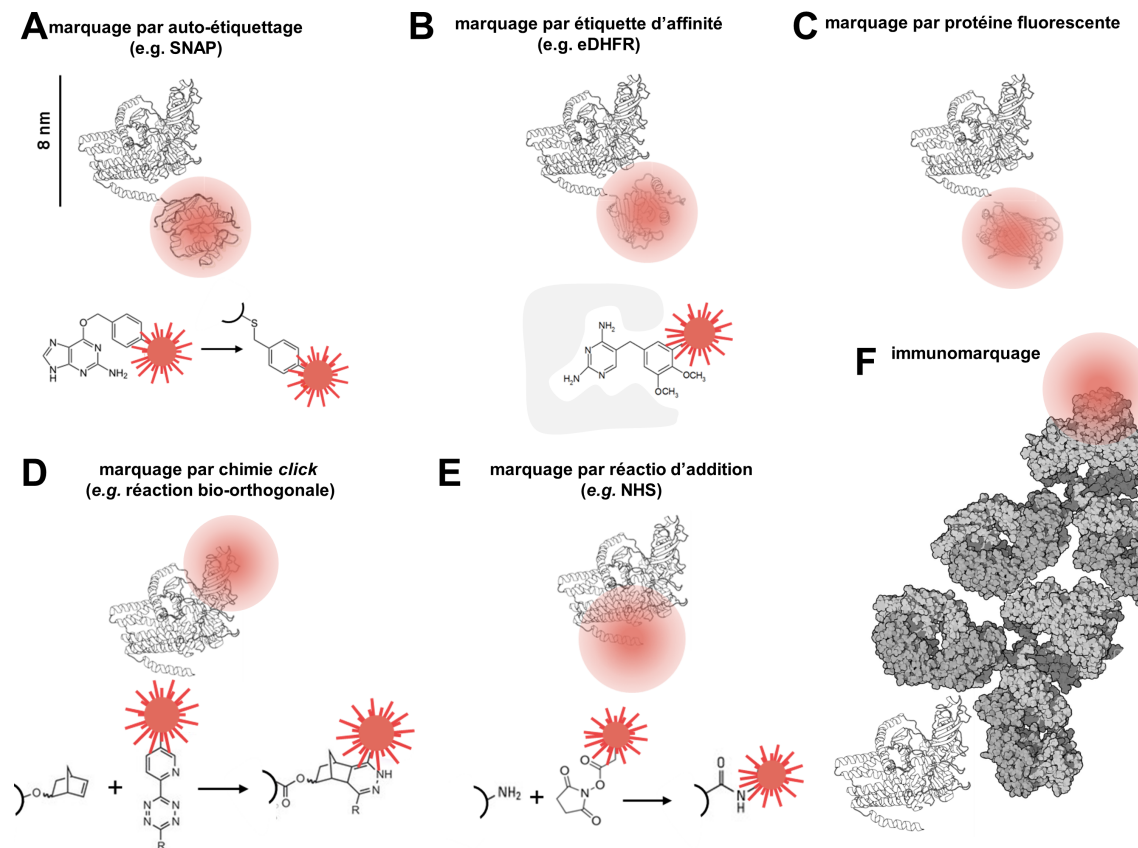 A
marquage par auto-étiquettage
(e.g. SNAP)
B
marquage par étiquette d’affinité
(e.g. eDHFR)
C
marquage par protéine fluorescente
8 nm
O
N
N
N
H
N
NH₂
S
NH₂
N
N
H₂N
OCH₃
OCH₃
F
immunomarquage
D
marquage par chimie click
(e.g. réaction bio-orthogonale)
E
marquage par réactio d’addition
(e.g. NHS)
O
+
N
N
N
N
N
R
O
O
NH
N
R
NH₂
+
O
N
O
O
O
O
N
H